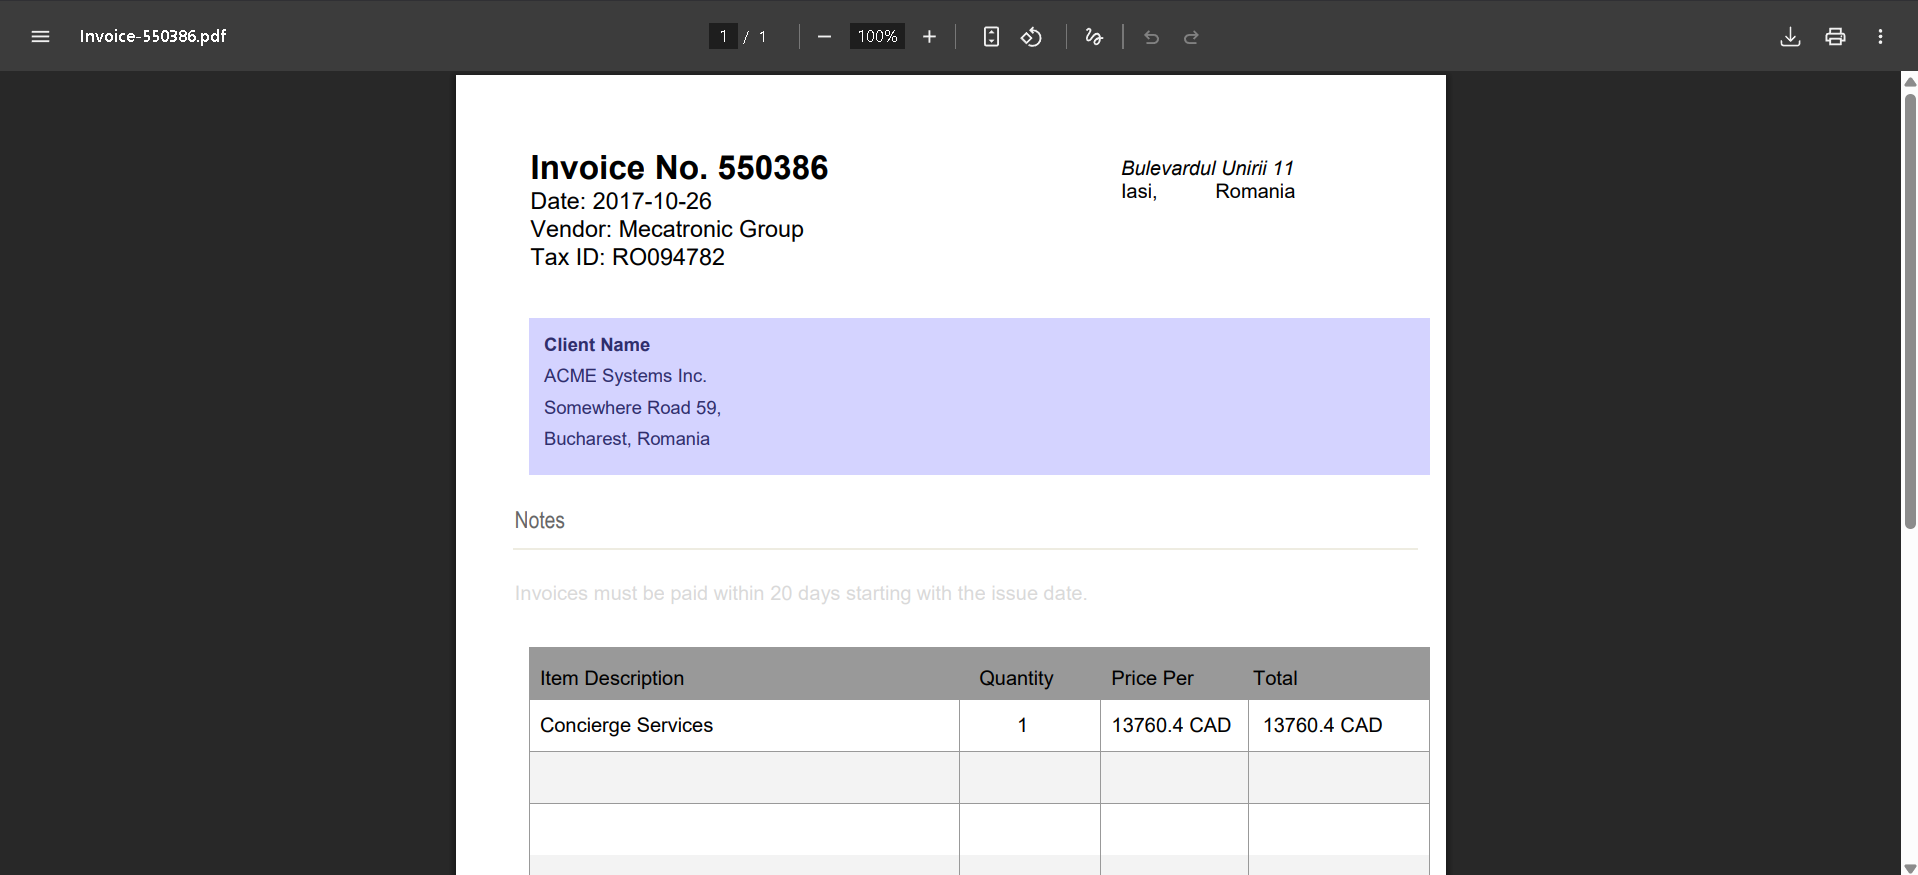 Invoice-550386.pdf
1 / 1
100%
Invoice No. 550386
Date: 2017-10-26
Vendor: Mecatronic Group
Tax ID: RO094782
Bulevardul Unirii 11
Iasi, Romania
Client Name
ACME Systems Inc.
Somewhere Road 59,
Bucharest, Romania
Notes
Invoices must be paid within 20 days starting with the issue date.
Item Description Quantity Price Per Total
Concierge Services 1 13760.4 CAD 13760.4 CAD